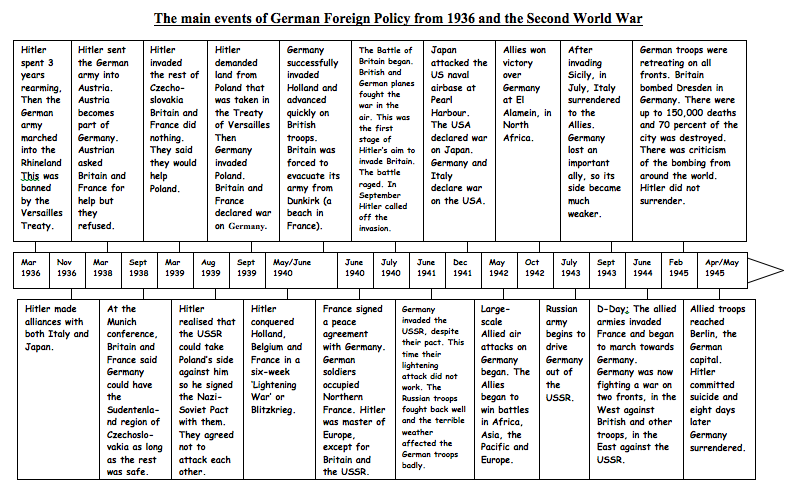 The main events of German Foreign Policy from 1936 and the Second World War
Hitler
spent 3
years
rearming,
Then the
German
army
marched
into the
Rhineland
This was
banned
by the
Versailles
Treaty.
Hitler sent
the German
army into
Austria.
Austria
becomes
part of
Germany.
Austrian
asked
Britain and
France for
help but
they
refused.
Hitler
invaded
the rest of
Czecho-
slovakia
Britain and
France did
nothing.
They said
they would
help
Poland.
Hitler
demanded
land from
Poland that
was taken in
the Treaty
of Versailles
Then
Germany
invaded
Poland.
Britain and
France
declared war
on Germany.
Germany
successfully
invaded
Holland and
advanced
quickly on
British
troops.
Britain was
forced to
evacuate its
army from
Dunkirk (a
beach in
France).
The Battle of
Britain began.
British and
German planes
fought the
war in the
air. This was
the first
stage of
Hitler's aim to
invade Britain.
The battle
raged. In
September
Hitler called
off the
invasion.
Japan
attacked the
US naval
airbase at
Pearl
Harbour.
The USA
declared war
on Japan.
Germany and
Italy
declare war
on the USA.
Allies won
victory
over
Germany
at El
Alamein, in
North
Africa.
After
invading
Sicily, in
July, Italy
surrendered
to the
Allies.
Germany
lost an
important
ally, so its
side became
much
weaker.
German troops were
retreating on all
fronts. Britain
bombed Dresden in
Germany. There were
up to 150,000 deaths
and 70 percent of the
city was destroyed.
There was criticism
of the bombing from
around the world.
Hitler did not
surrender.
Mar
1936
Nov
1936
Mar
1938
Sept
1938
Mar
1939
Aug
1939
Sept
1939
May/June
1940
June
1940
July
1940
June
1941
Dec
1941
May
1942
Oct
1942
July
1943
Sept
1943
June
1944
Feb
1945
Apr/May
1945
Hitler made
alliances with
both Italy and
Japan.
At the
Munich
conference,
Britain and
France said
Germany
could have
the
Sudentenla-
nd region of
Czechoslo-
vakia as long
as the rest
was safe.
Hitler
realised that
the USSR
could take
Poland's side
against him
so he signed
the Nazi-
Soviet Pact
with them.
They agreed
not to
attack each
other.
Hitler
conquered
Holland,
Belgium and
France in a
six-week
'Lightening
War' or
Blitzkrieg.
France signed
a peace
agreement
with Germany.
German
soldiers
occupied
Northern
France. Hitler
was master of
Europe,
except for
Britain and
the USSR.
Germany
invaded the
USSR, despite
their pact. This
time their
lightening
attack did not
work. The
Russian troops
fought back well
and the terrible
weather
affected the
German troops
badly.
Large-
scale
Allied air
attacks on
Germany
began. The
Allies
began to
win battles
in Africa,
Asia, the
Pacific and
Europe.
Russian
army
begins to
drive
Germany
out of
the
USSR.
D-Day; The allied
armies invaded
France and began
to march towards
Germany.
Germany was now
fighting a war on
two fronts, in the
West against
British and other
troops, in the
East against the
USSR.
Allied troops
reached
Berlin, the
German
capital.
Hitler
committed
suicide and
eight days
later
Germany
surrendered.